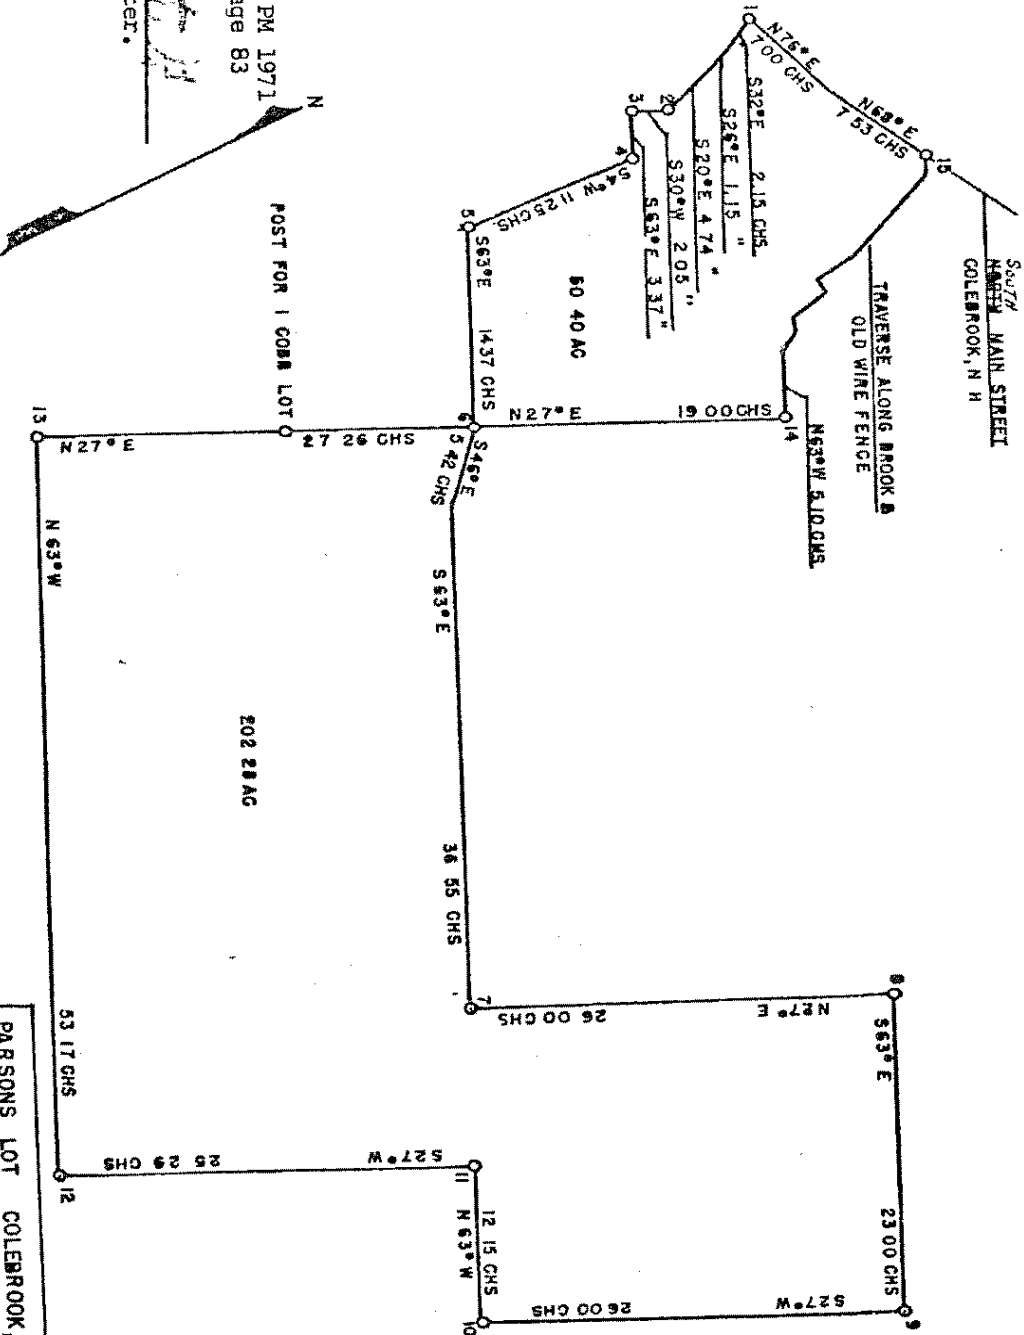 PM 1971
age 83
cer.
N
SOUTH
NORTH MAIN STREET
COLEBROOK, N H
TRAVERSE ALONG BROOK &
OLD WIRE FENCE
1
N76°E
7 00 CHS
N68°E
7 53 CHS
15
S32°E 2.15 CHS.
S26°E 1.15 "
S20°E 4 74 "
S30°W 2 05 "
S63°E 3.37 "
2
3
4
S4°W 11 25 CHS.
5
S63°E 14 37 CHS
60 40 AC
6
N27°E 19 00 CHS
14
N63°W 5.10 CHS
POST FOR I COBB LOT
13
N27°E 27 26 CHS
S46°E
5 42 CHS
S 63°E 36 55 CHS
7
26 00 CHS N27°E
8
S63°E 23 00 CHS
9
S27°W 26 00 CHS
10
12 15 CHS
N 63°W
11
S27°W 25 29 CHS
12
N 63°W 53 17 CHS
202 28 AC
PARSONS LOT COLEBROOK,